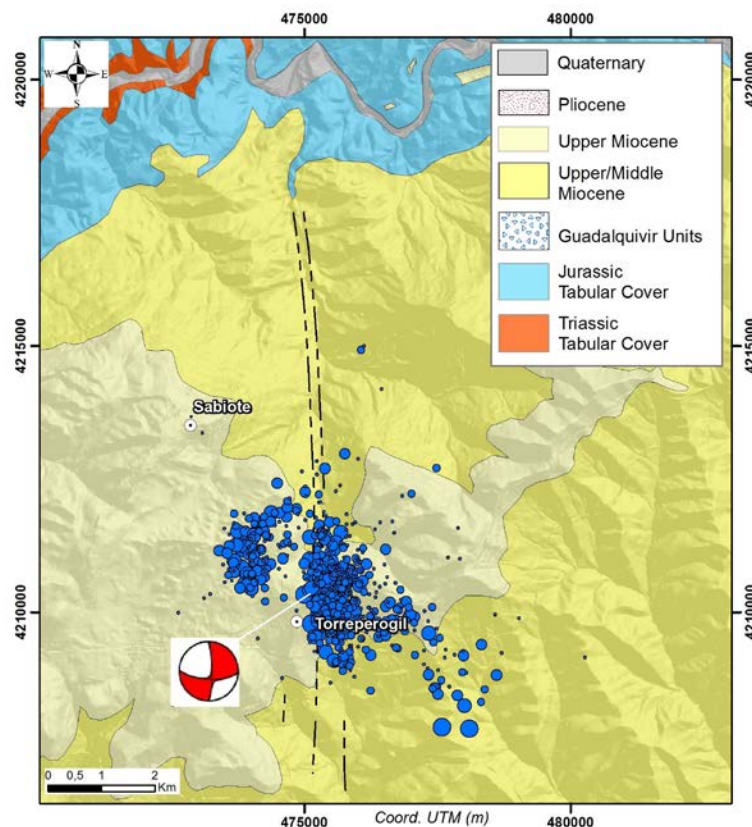 475000
480000
4220000
4220000
N
W
E
S
Quaternary
Pliocene
Upper Miocene
Upper/Middle
Miocene
Guadalquivir Units
Jurassic
Tabular Cover
Triassic
Tabular Cover
4215000
4215000
Sabiote
4210000
4210000
Torreperogil
0 0,5 1 2
Km
475000
Coord. UTM (m)
480000